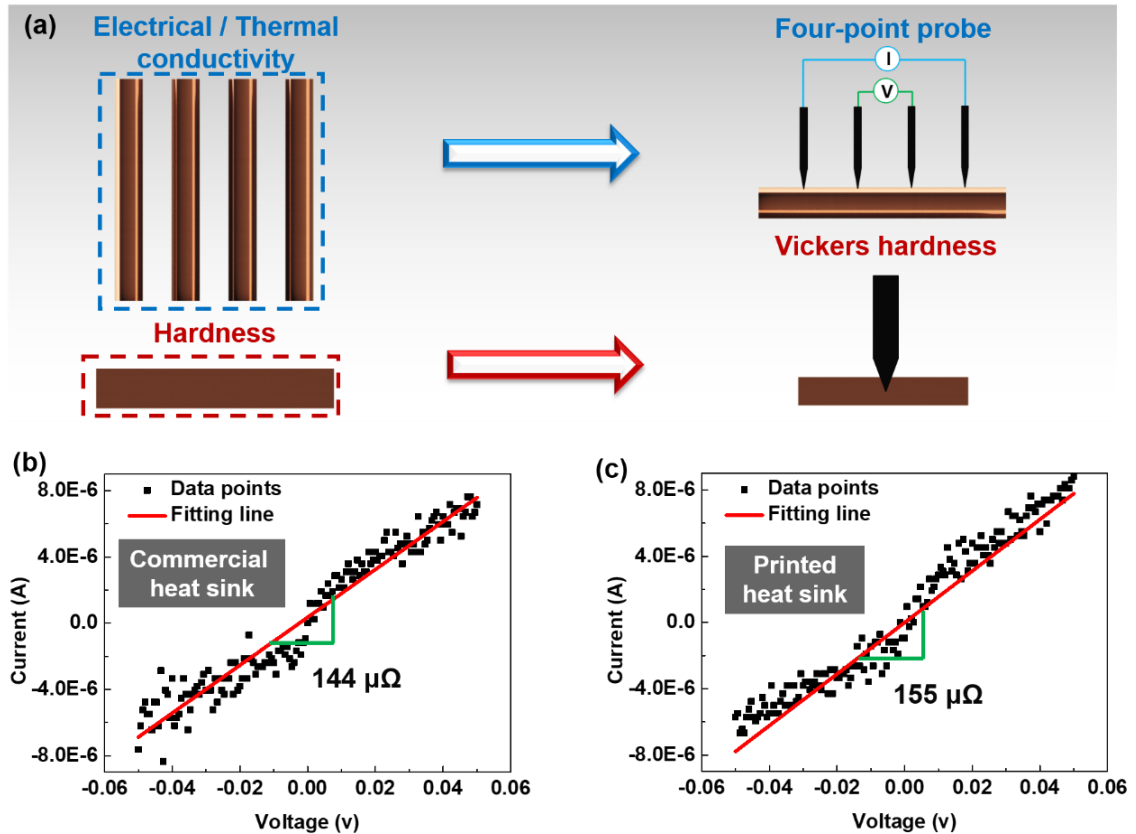 (a)
Electrical / Thermal
conductivity
Four-point probe
I
V
Hardness
Vickers hardness
(b)
8.0E-6
4.0E-6
0.0
-4.0E-6
-8.0E-6
Current (A)
Data points
Fitting line
Commercial
heat sink
144 μΩ
-0.06 -0.04 -0.02 0.00 0.02 0.04 0.06
Voltage (v)
(c)
8.0E-6
4.0E-6
0.0
-4.0E-6
-8.0E-6
Current (A)
Data points
Fitting line
Printed
heat sink
155 μΩ
-0.06 -0.04 -0.02 0.00 0.02 0.04 0.06
Voltage (v)